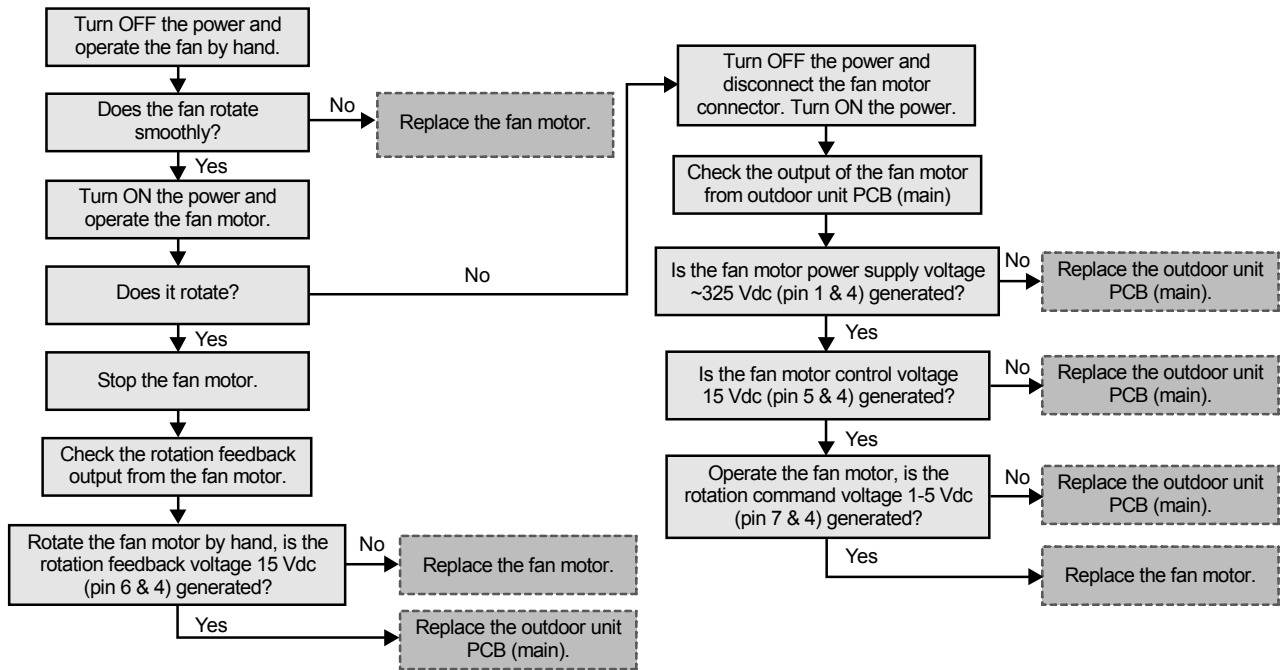 Turn OFF the power and
operate the fan by hand.
Does the fan rotate
smoothly?
No
Replace the fan motor.
Yes
Turn ON the power and
operate the fan motor.
Does it rotate?
No
Yes
Stop the fan motor.
Check the rotation feedback
output from the fan motor.
Rotate the fan motor by hand, is the
rotation feedback voltage 15 Vdc
(pin 6 & 4) generated?
No
Replace the fan motor.
Yes
Replace the outdoor unit
PCB (main).
Turn OFF the power and
disconnect the fan motor
connector. Turn ON the power.
Check the output of the fan motor
from outdoor unit PCB (main)
Is the fan motor power supply voltage
~325 Vdc (pin 1 & 4) generated?
No
Replace the outdoor unit
PCB (main).
Yes
Is the fan motor control voltage
15 Vdc (pin 5 & 4) generated?
No
Replace the outdoor unit
PCB (main).
Yes
Operate the fan motor, is the
rotation command voltage 1-5 Vdc
(pin 7 & 4) generated?
No
Replace the outdoor unit
PCB (main).
Yes
Replace the fan motor.